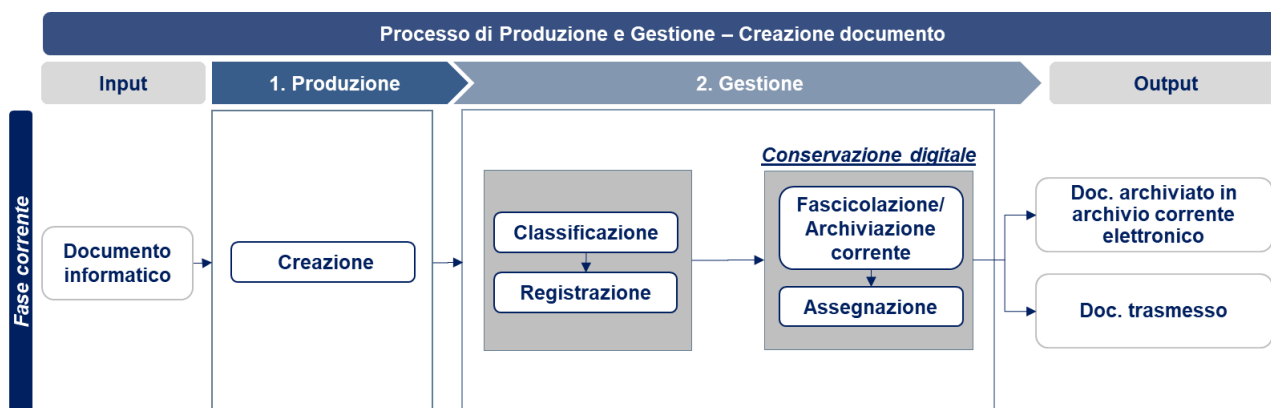 Processo di Produzione e Gestione – Creazione documento
Input
1. Produzione
2. Gestione
Output
Fase corrente
Documento
informatico
Creazione
Classificazione
Registrazione
Conservazione digitale
Fascicolazione/
Archiviazione
corrente
Assegnazione
Doc. archiviato in
archivio corrente
elettronico
Doc. trasmesso